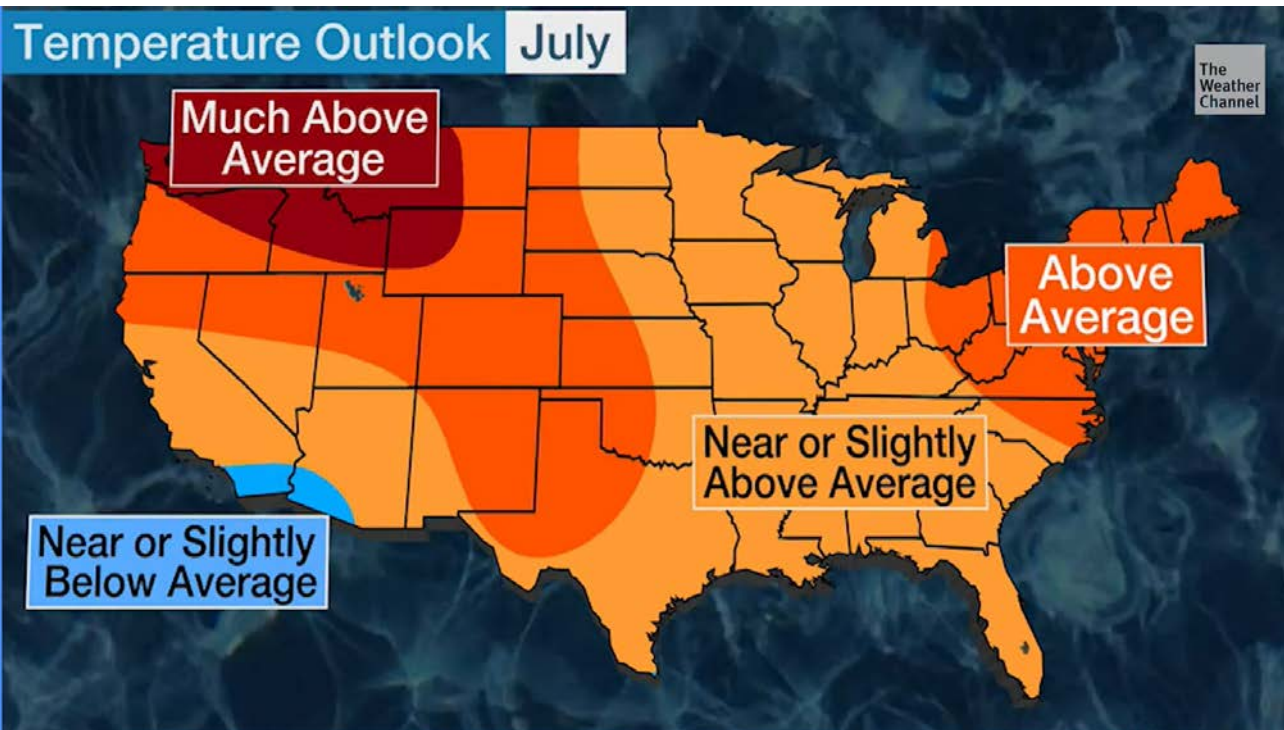 Temperature Outlook July
The
Weather
Channel
Much Above
Average
Above
Average
Near or Slightly
Above Average
Near or Slightly
Below Average